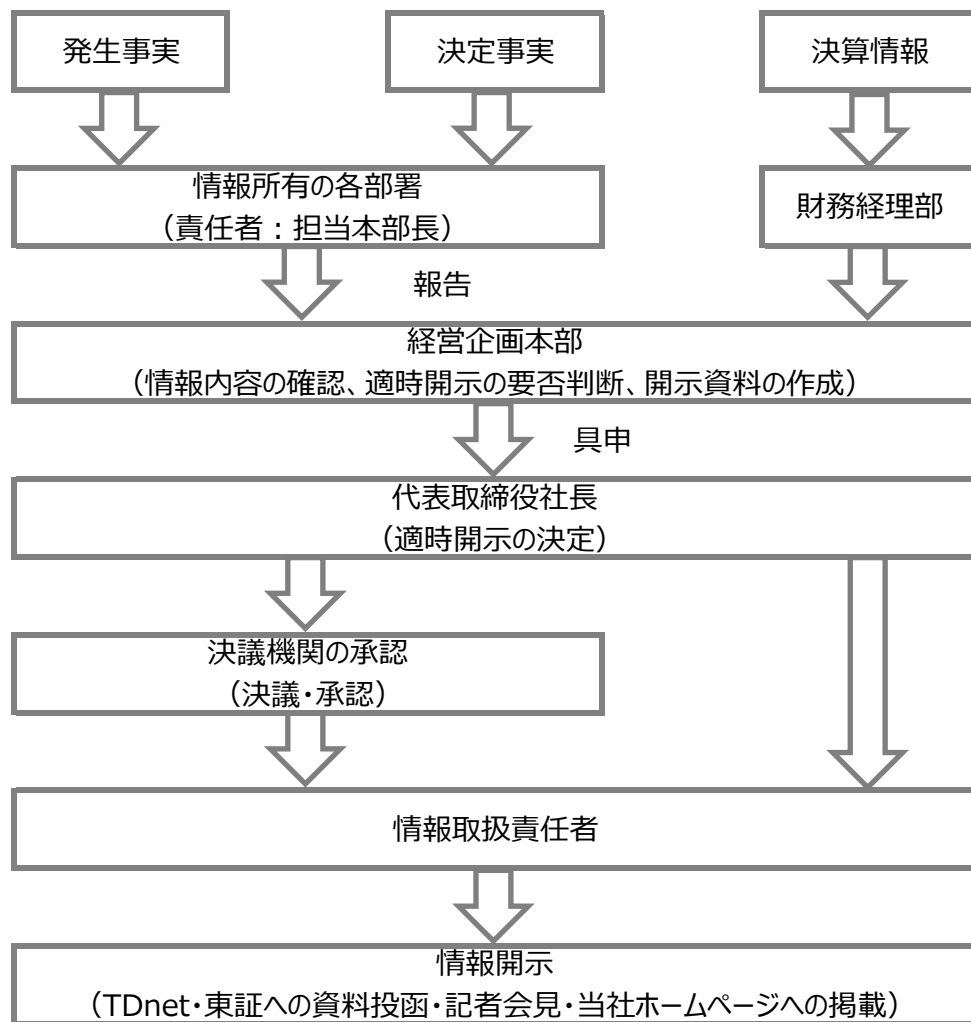 発生事実
決定事実
決算情報
情報所有の各部署
（責任者：担当本部長）
財務経理部
報告
経営企画本部
（情報内容の確認、適時開示の要否判断、開示資料の作成）
具申
代表取締役社長
（適時開示の決定）
決議機関の承認
（決議・承認）
情報取扱責任者
情報開示
（TDnet・東証への資料投函・記者会見・当社ホームページへの掲載）